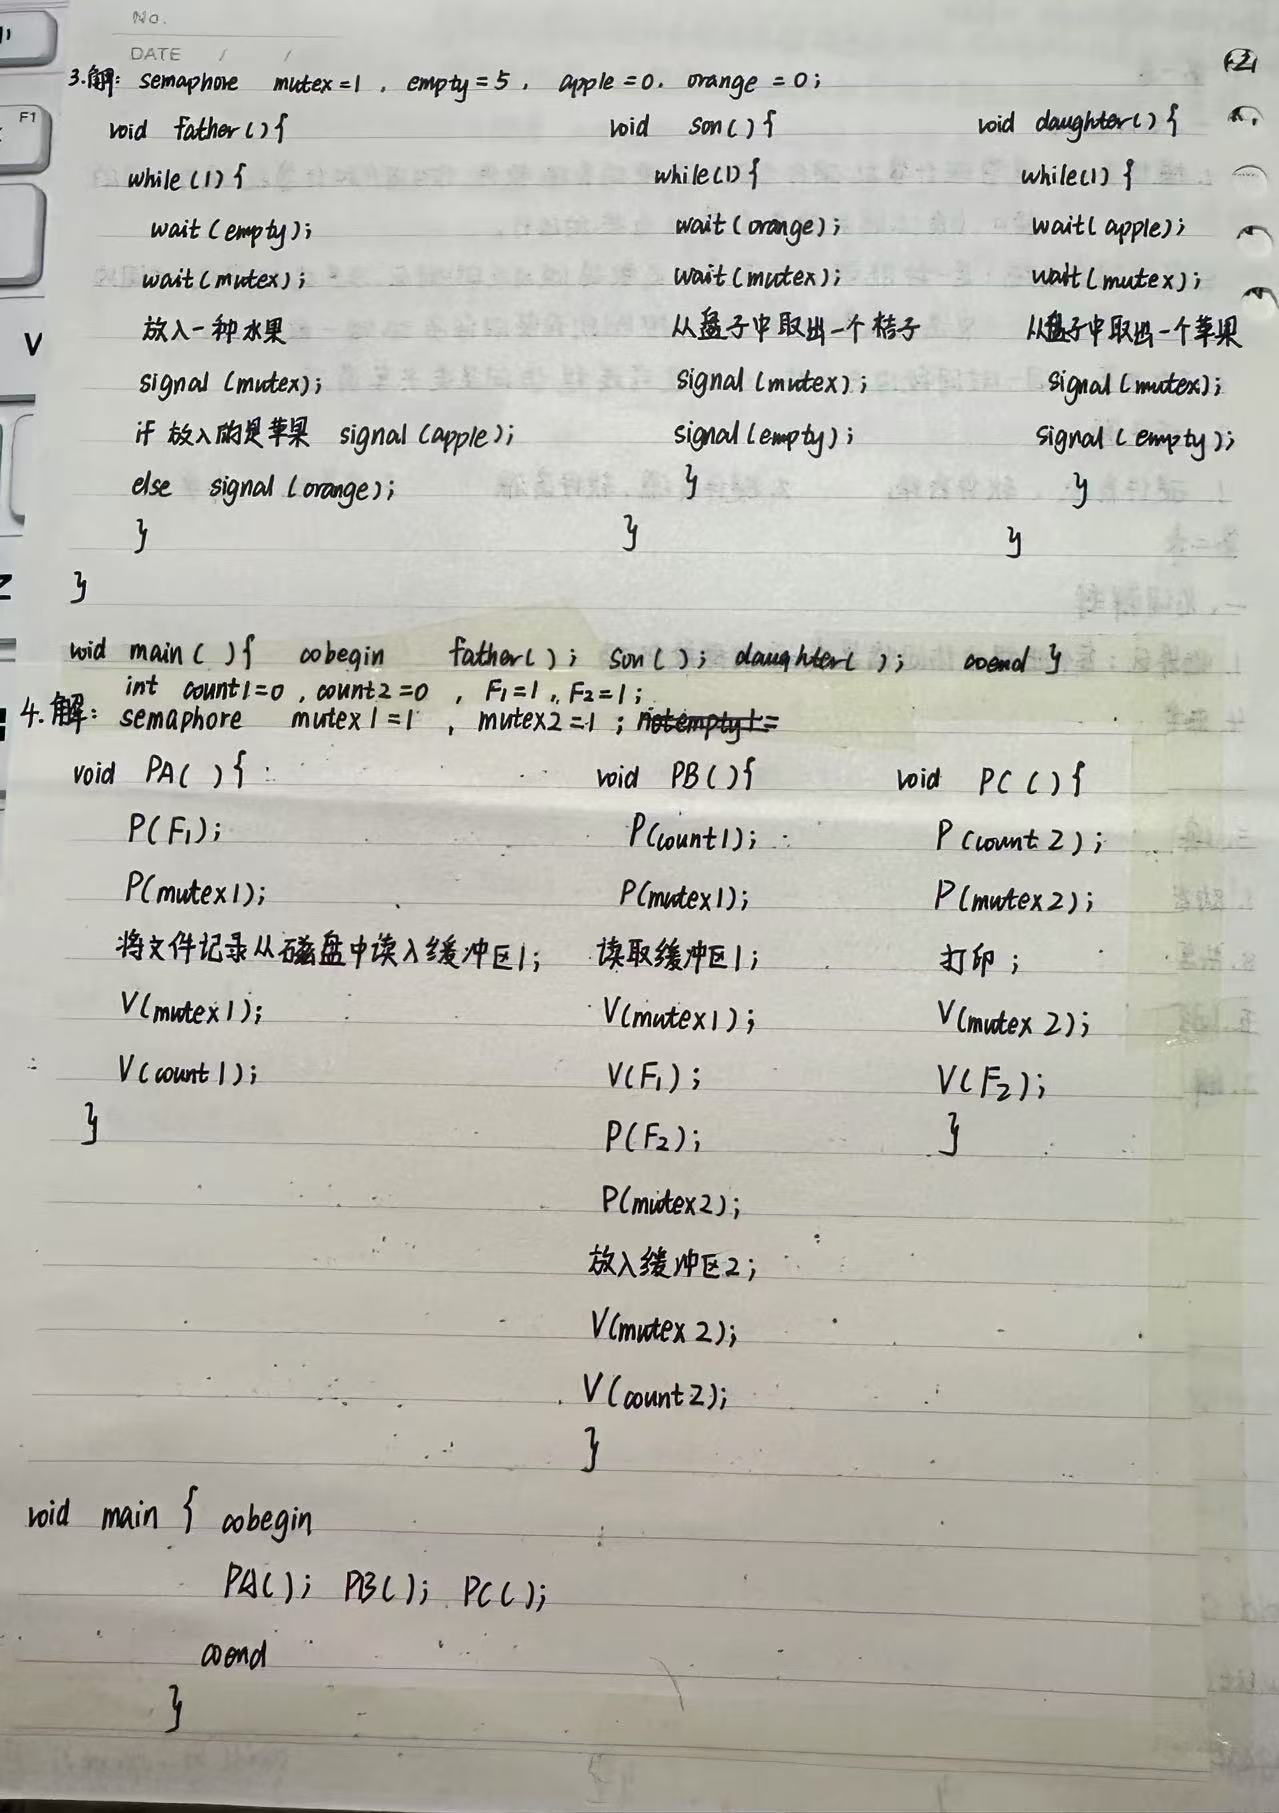 No.
DATE / /
F1
V
Z
3.解: semaphore mutex=1 , empty=5 , apple=0. orange =0;
void father(){ void son(){ void daughter(){
while(1){ while(1){ while(1){
wait(empty); wait(orange); wait(apple);
wait(mutex); wait(mutex); wait(mutex);
放入一种水果 从盘子中取出一个桔子 从盘子中取出一个苹果
signal(mutex); signal(mutex); signal(mutex);
if 放入的是苹果 signal(apple); signal(empty); signal(empty);
else signal(orange); } }
} } }
}
void main(){ cobegin father(); son(); daughter(); coend }
int count1=0, count2=0 , F1=1, F2=1;
4.解: semaphore mutex1=1 , mutex2=1 ; notempty1=
void PA(){ void PB(){ void PC(){
P(F1); P(count1); P(count2);
P(mutex1); P(mutex1); P(mutex2);
将文件记录从磁盘中读入缓冲区1; 读取缓冲区1; 打印;
V(mutex1); V(mutex1); V(mutex2);
V(count1); V(F1); V(F2);
} P(F2); }
P(mutex2);
放入缓冲区2;
V(mutex2);
V(count2);
}
void main { cobegin
PA(); PB(); PC();
coend
}